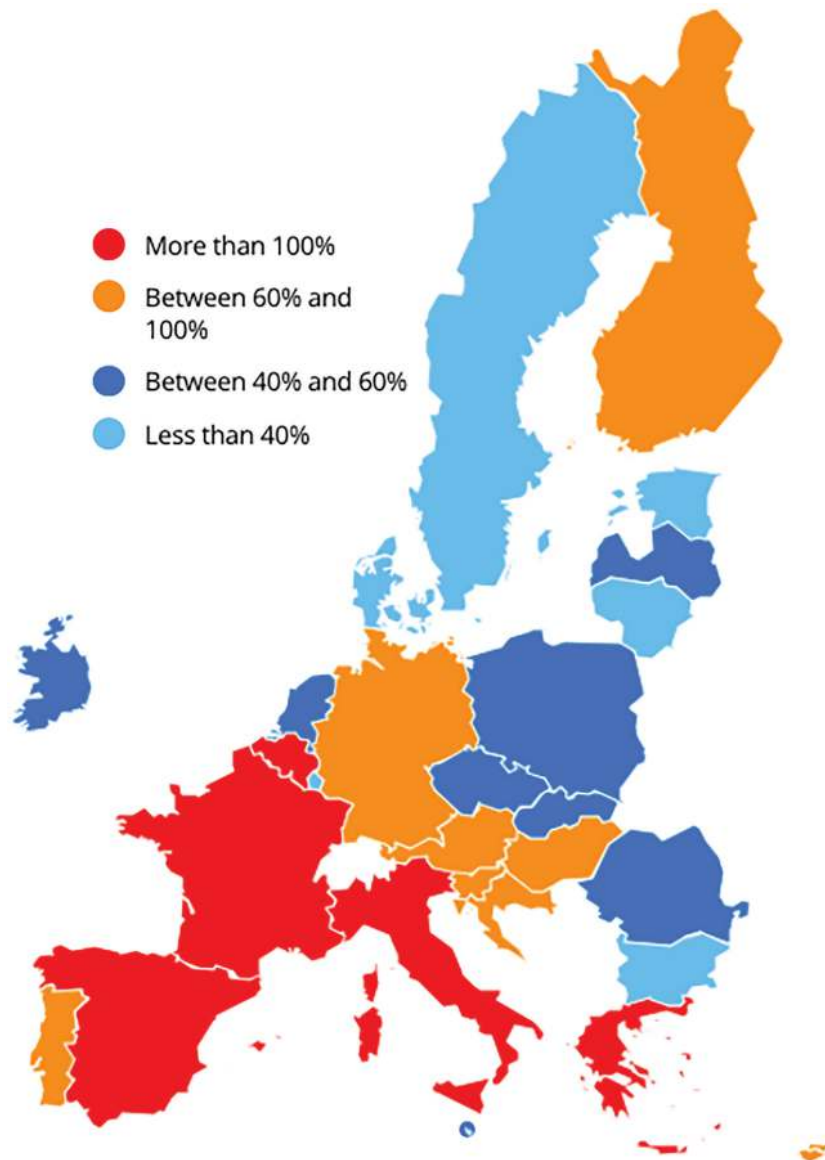 More than 100%
Between 60% and
100%
Between 40% and 60%
Less than 40%